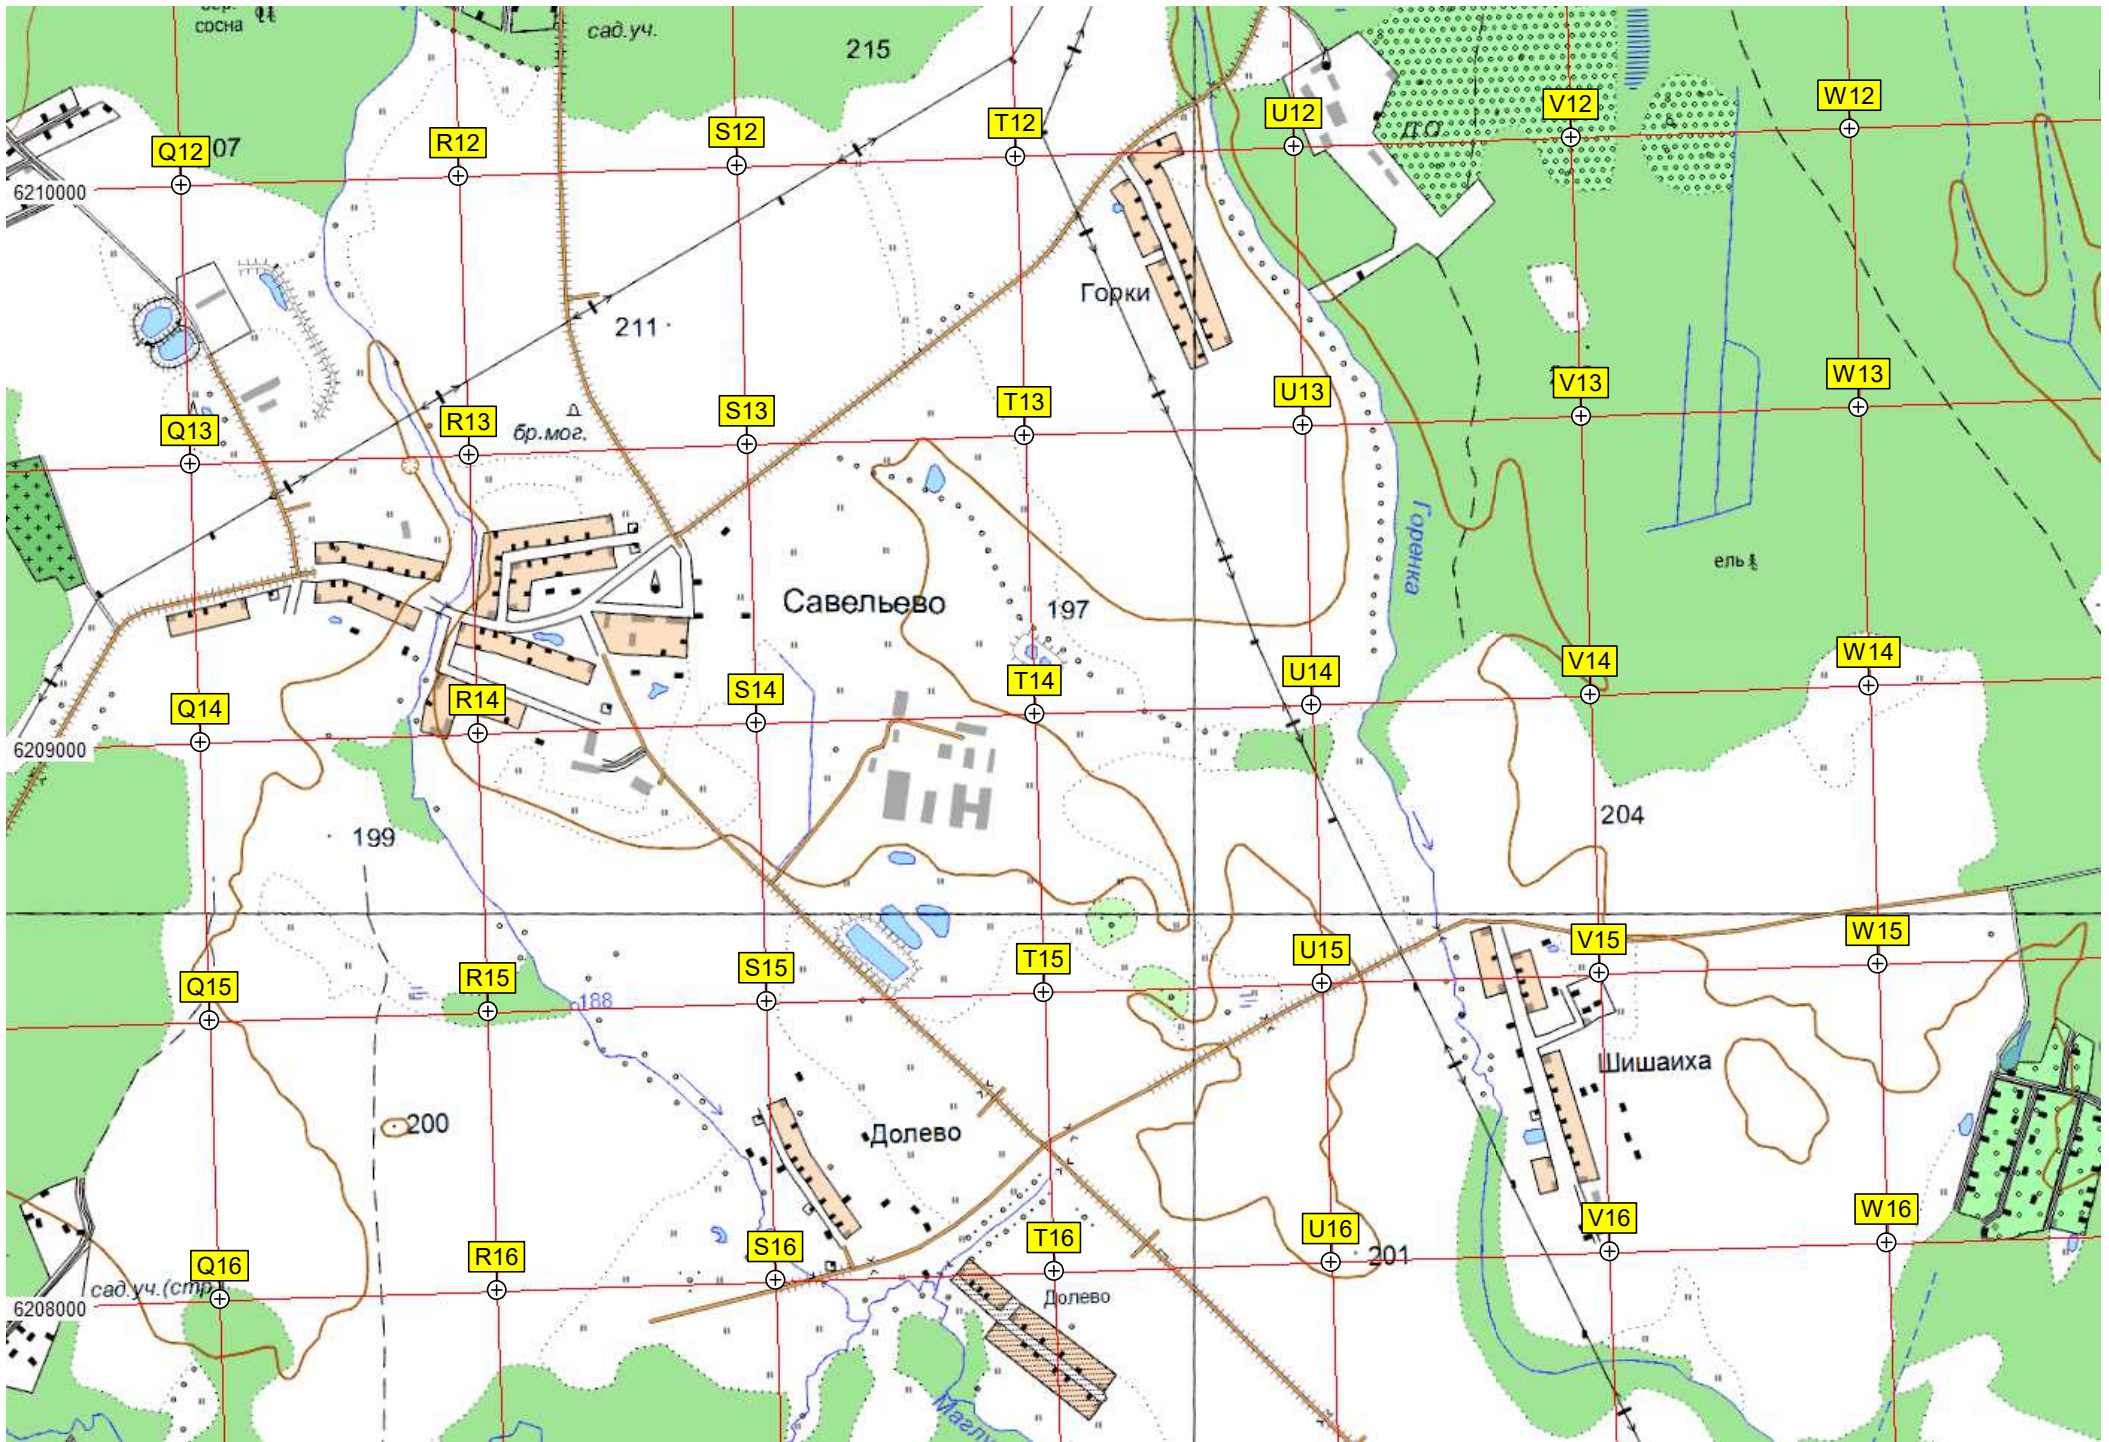 сосна
сад.уч.
215
Q12
07
R12
S12
T12
U12
V12
W12
6210000
Д.О.
Горки
211
Q13
R13
S13
T13
U13
V13
W13
бр.мог.
Горенка
ель
Савельево
197
Q14
R14
S14
T14
U14
V14
W14
6209000
199
204
Q15
R15
S15
T15
U15
V15
W15
188
Шишаиха
200
Долево
Q16
R16
S16
T16
U16
V16
W16
201
сад.уч.(стр
6208000
Долево